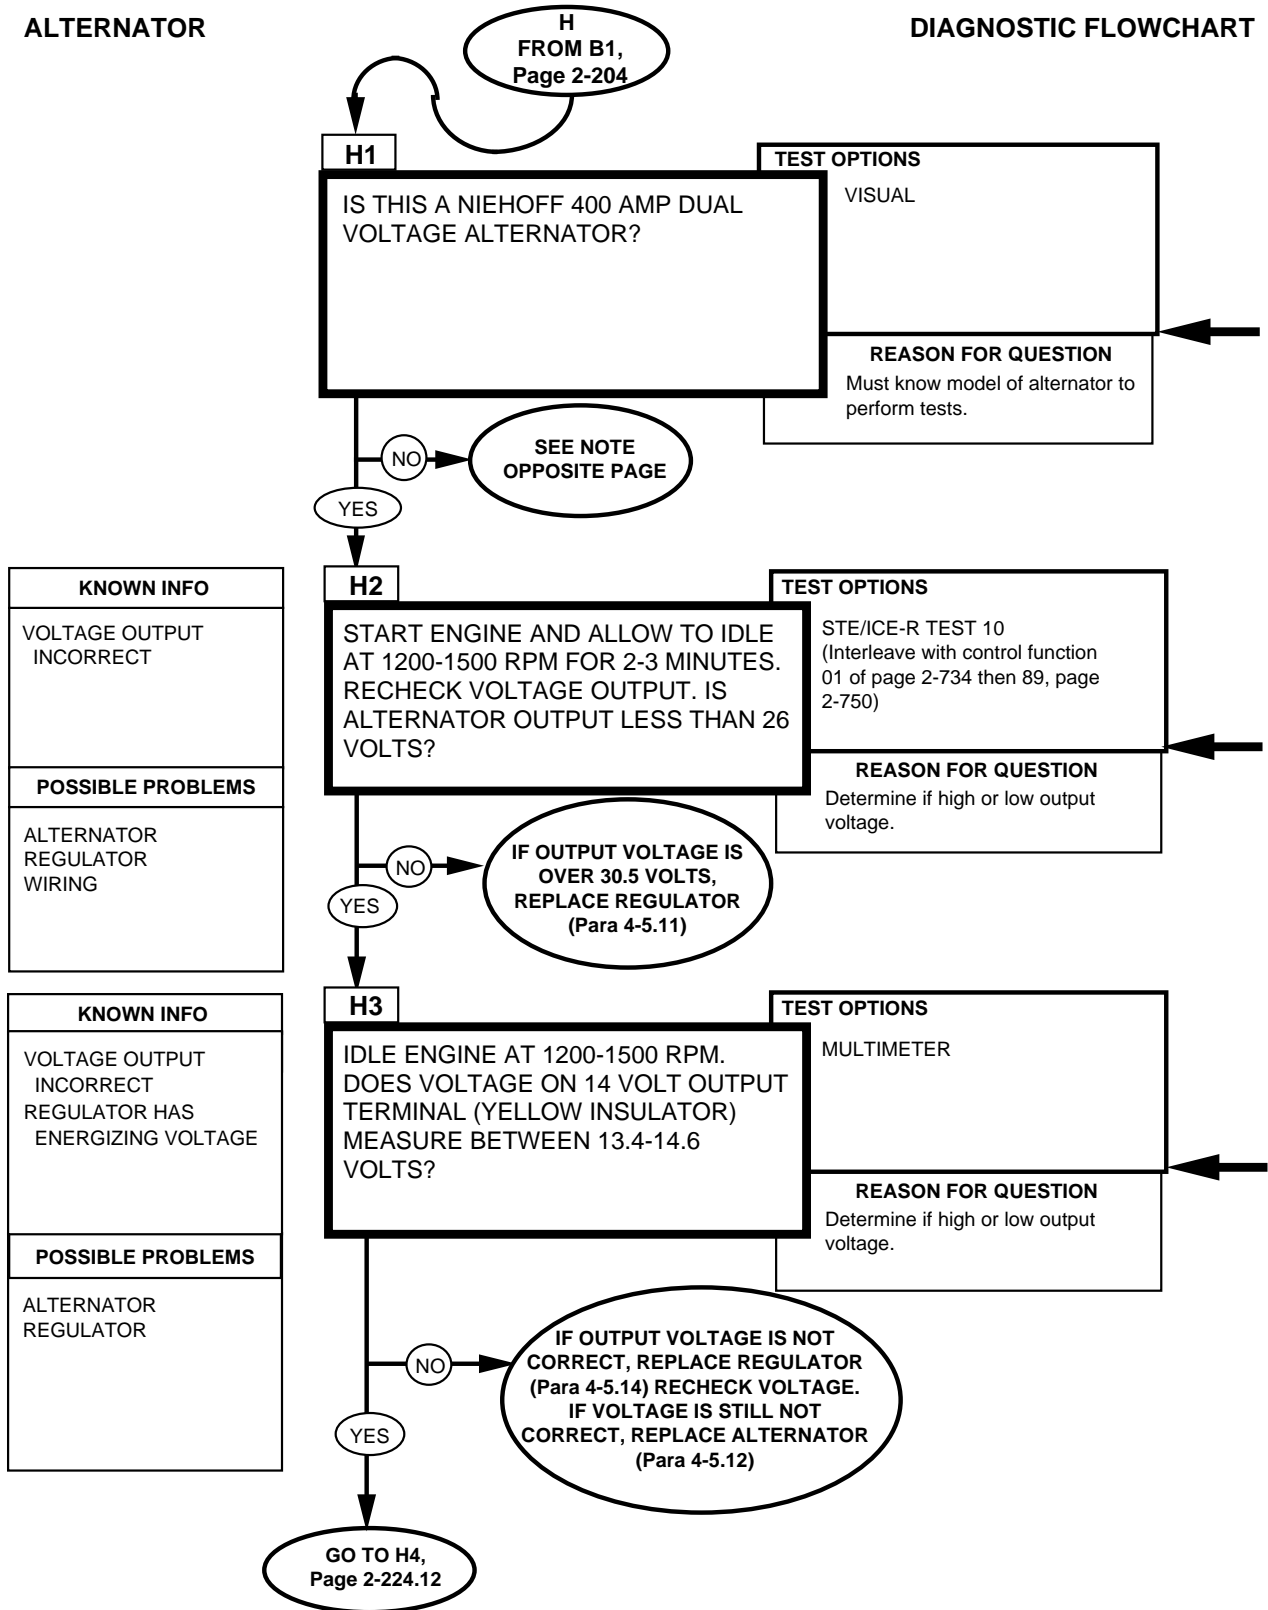 ALTERNATOR
DIAGNOSTIC FLOWCHART
H
FROM B1,
Page 2-204
H1
IS THIS A NIEHOFF 400 AMP DUAL
VOLTAGE ALTERNATOR?
TEST OPTIONS
VISUAL
REASON FOR QUESTION
Must know model of alternator to
perform tests.
NO
SEE NOTE
OPPOSITE PAGE
YES
KNOWN INFO
VOLTAGE OUTPUT
INCORRECT
POSSIBLE PROBLEMS
ALTERNATOR
REGULATOR
WIRING
H2
START ENGINE AND ALLOW TO IDLE
AT 1200-1500 RPM FOR 2-3 MINUTES.
RECHECK VOLTAGE OUTPUT. IS
ALTERNATOR OUTPUT LESS THAN 26
VOLTS?
TEST OPTIONS
STE/ICE-R TEST 10
(Interleave with control function
01 of page 2-734 then 89, page
2-750)
REASON FOR QUESTION
Determine if high or low output
voltage.
NO
IF OUTPUT VOLTAGE IS
OVER 30.5 VOLTS,
REPLACE REGULATOR
(Para 4-5.11)
YES
KNOWN INFO
VOLTAGE OUTPUT
INCORRECT
REGULATOR HAS
ENERGIZING VOLTAGE
POSSIBLE PROBLEMS
ALTERNATOR
REGULATOR
H3
IDLE ENGINE AT 1200-1500 RPM.
DOES VOLTAGE ON 14 VOLT OUTPUT
TERMINAL (YELLOW INSULATOR)
MEASURE BETWEEN 13.4-14.6
VOLTS?
TEST OPTIONS
MULTIMETER
REASON FOR QUESTION
Determine if high or low output
voltage.
NO
IF OUTPUT VOLTAGE IS NOT
CORRECT, REPLACE REGULATOR
(Para 4-5.14) RECHECK VOLTAGE.
IF VOLTAGE IS STILL NOT
CORRECT, REPLACE ALTERNATOR
(Para 4-5.12)
YES
GO TO H4,
Page 2-224.12